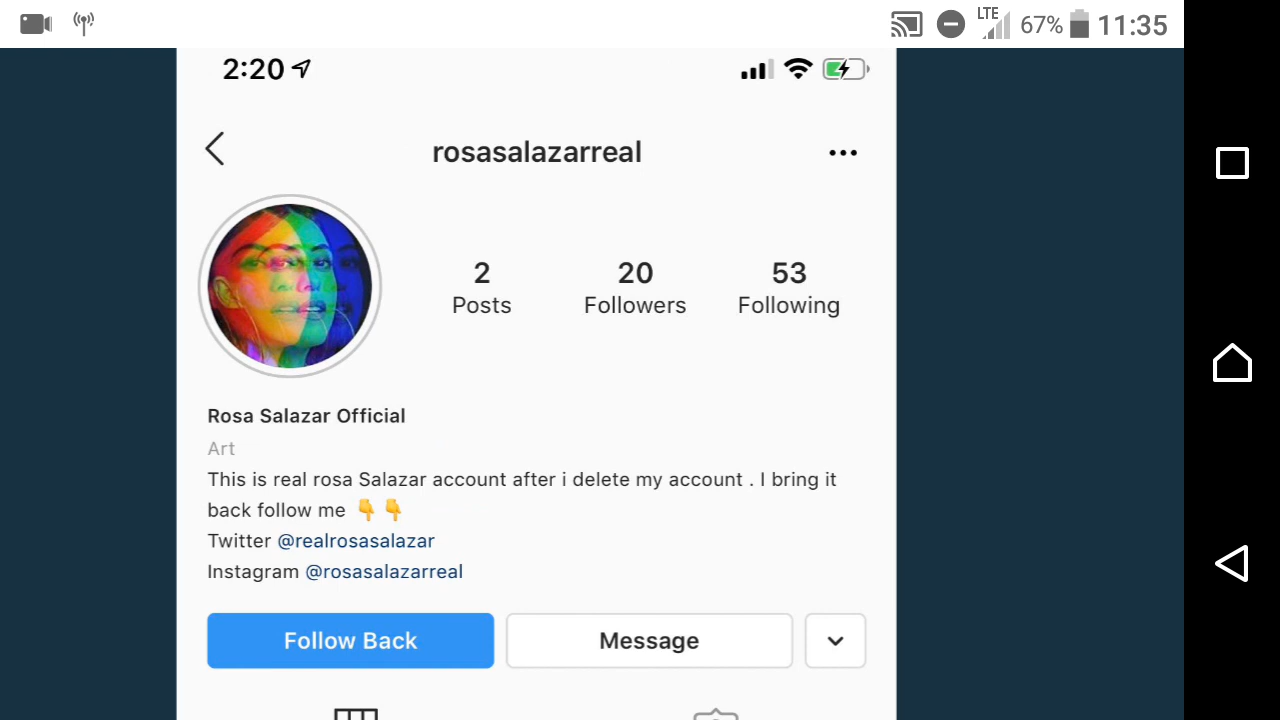 LTE 67% 11:35
2:20
rosasalazarreal
2 20 53
Posts Followers Following
Rosa Salazar Official
Art
This is real rosa Salazar account after i delete my account . I bring it
back follow me 👇 👇
Twitter @realrosasalazar
Instagram @rosasalazarreal
Follow Back Message